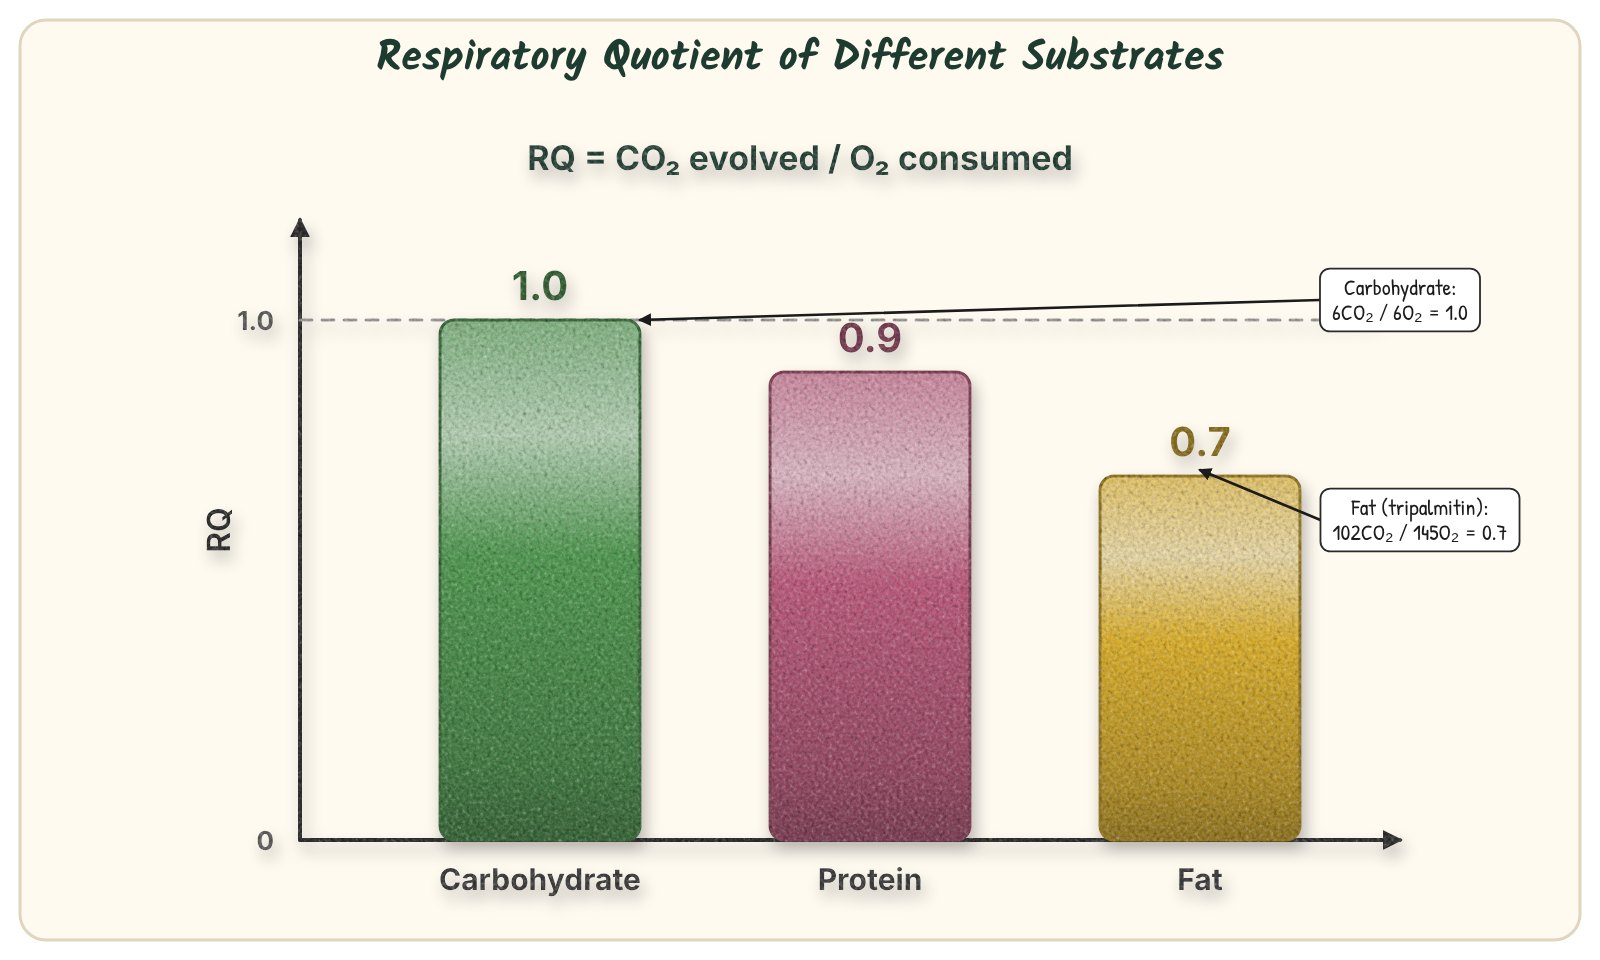 Respiratory Quotient of Different Substrates
RQ = CO₂ evolved / O₂ consumed
1.0
Carbohydrate:
6CO₂ / 6O₂ = 1.0
1.0
0.9
0.7
Fat (tripalmitin):
102CO₂ / 145O₂ = 0.7
RQ
0
Carbohydrate
Protein
Fat